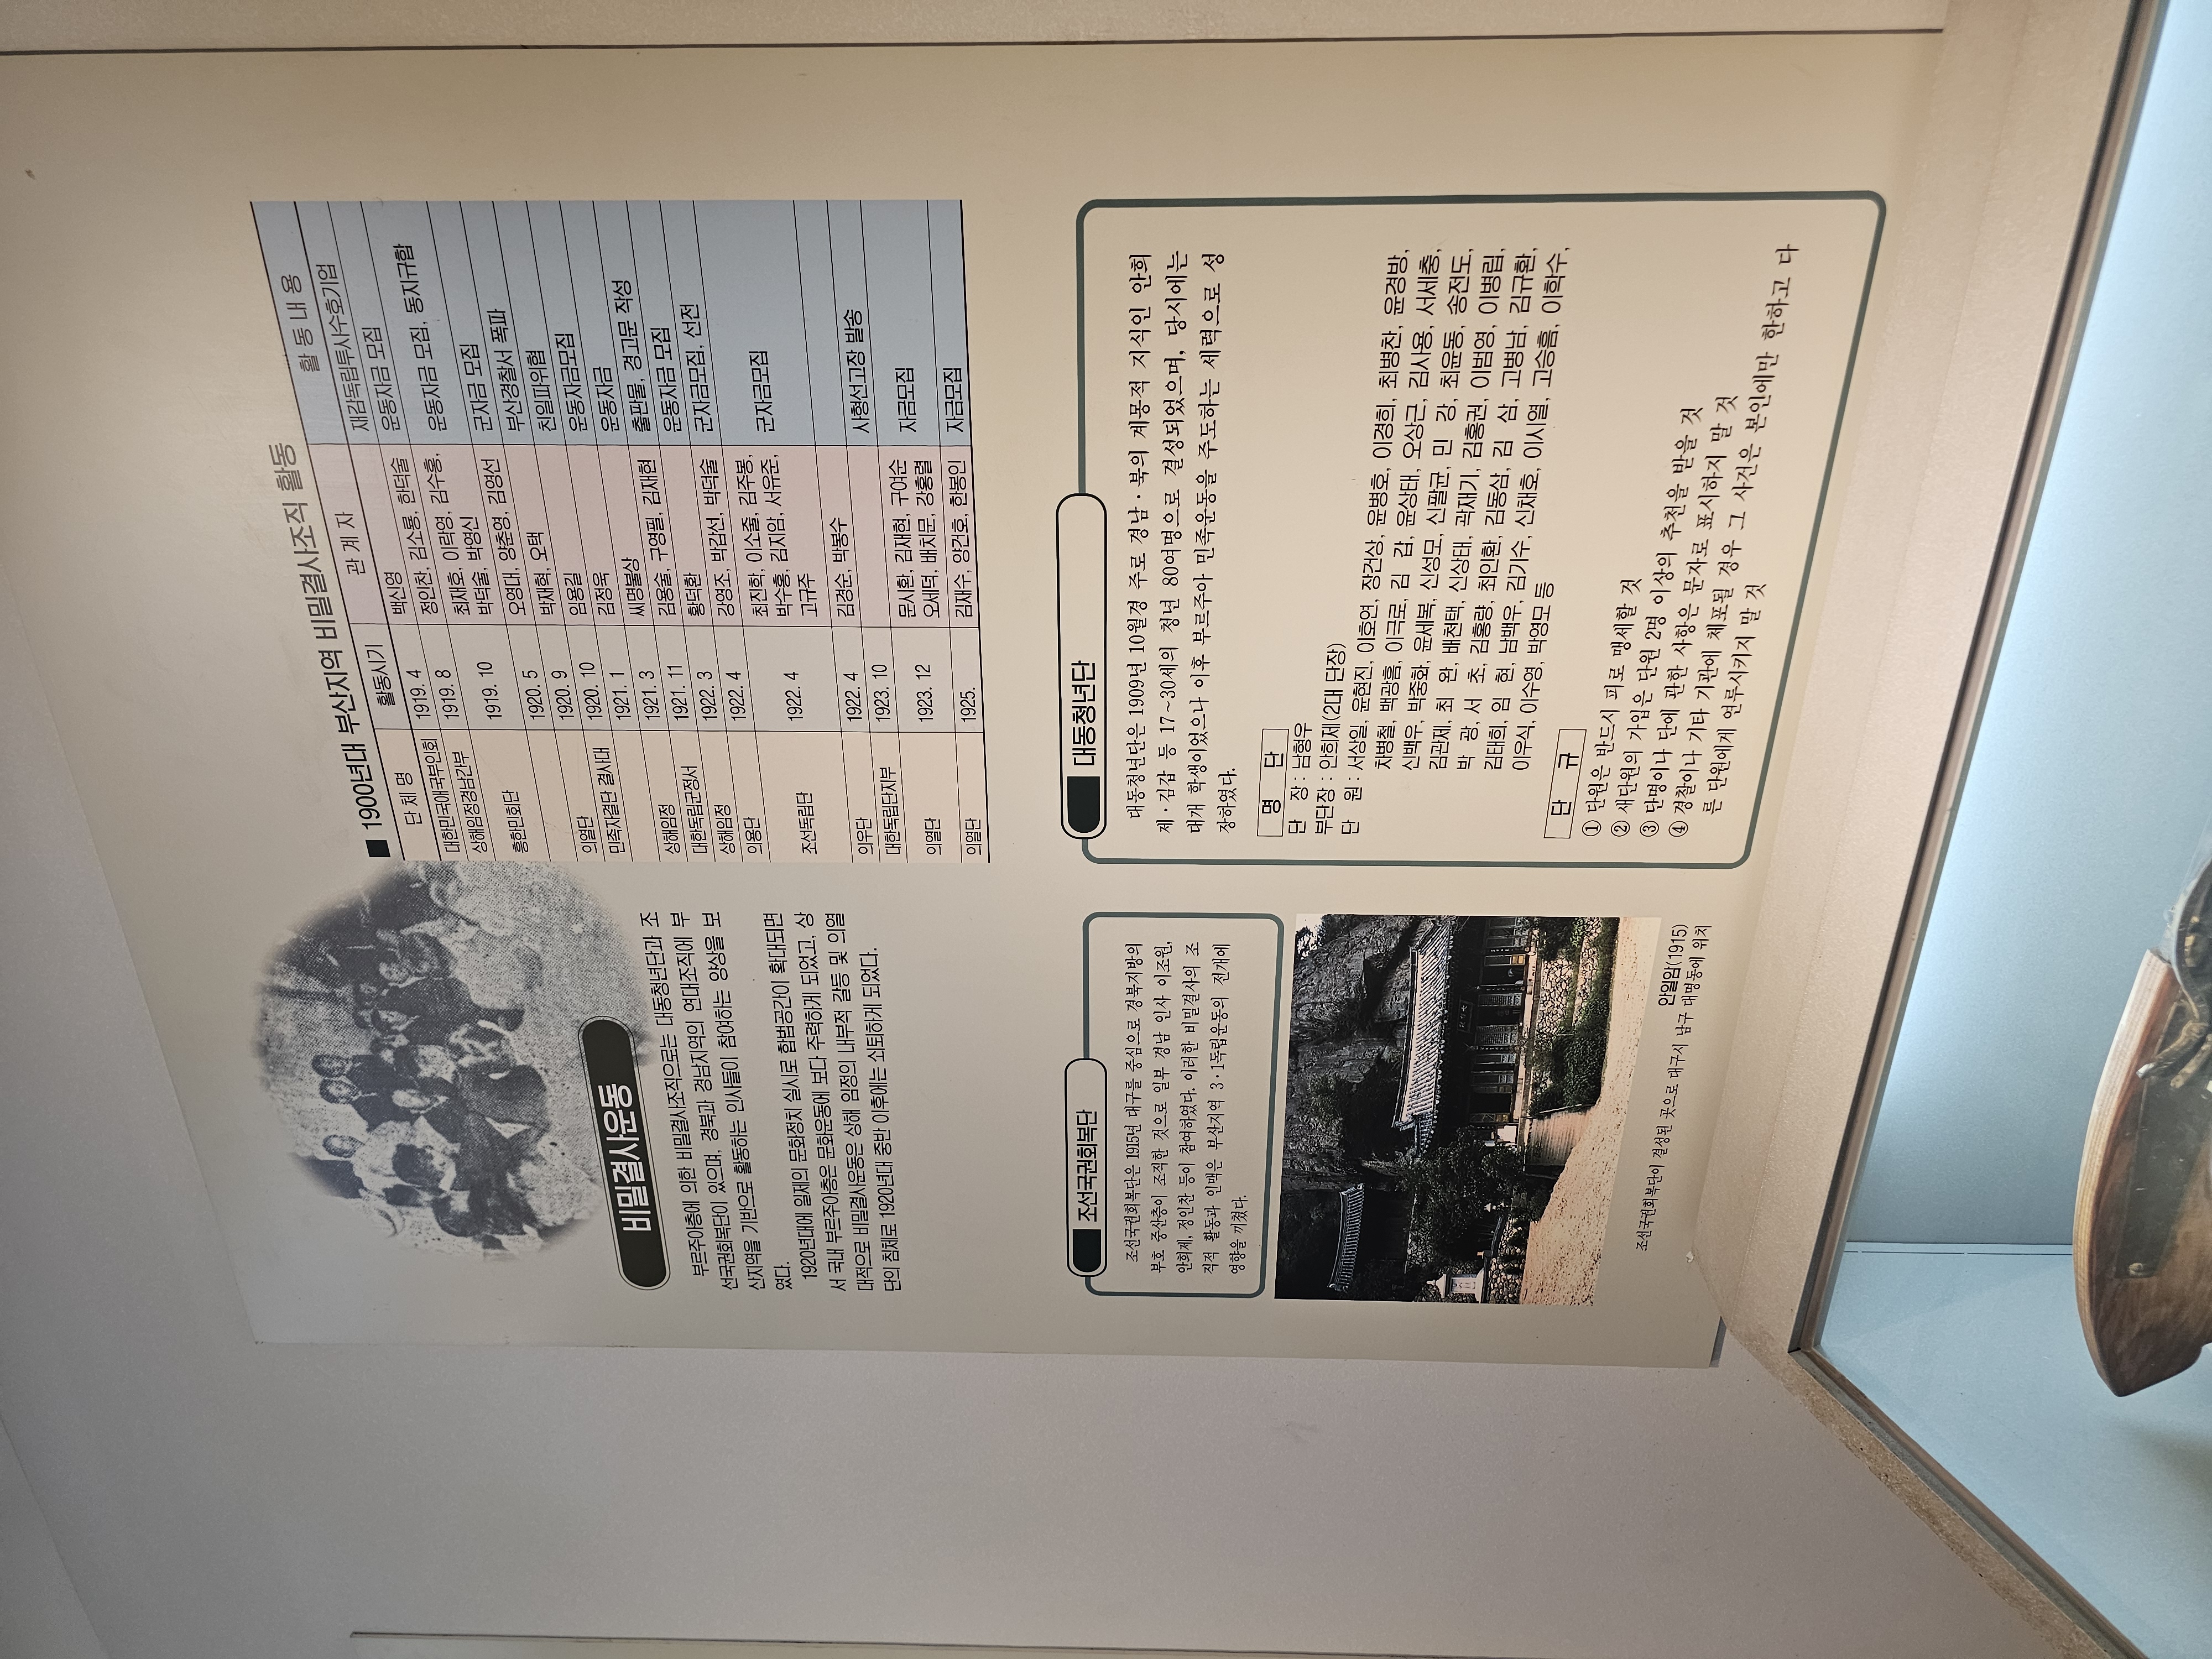 비밀결사운동
부르주아층에 의한 비밀결사조직으로는 대동청년단과 조
선국권회복단이 있으며, 경북과 경남지역의 연대조직에 부
산지역을 기반으로 활동하는 인사들이 참여하는 양상을 보
였다.
1920년대에 일제의 문화정치 실시로 합법공간이 확대되면
서 국내 부르주아층은 문화운동에 보다 주력하게 되었고, 상
대적으로 비밀결사운동은 상해 임정의 내부적 갈등 및 의열
단의 침체로 1920년대 중반 이후에는 쇠퇴하게 되었다.
■ 1900년대 부산지역 비밀결사조직 활동
단 체 명 활동시기 관 계 자 활 동 내 용
대한민국애국부인회 1919. 4 백신영 재감독립투사수호기업
상해임정경남간부 1919. 8 정인찬, 김소룡, 한덕술 운동자금 모집
흥한민회단 1919. 10 최재호, 이락영, 김수홍, 운동자금 모집, 동지규합
박덕술, 박영신
1920. 5 오영대, 양춘영, 김영선 군자금 모집
의열단 1920. 9 박재혁, 오택 부산경찰서 폭파
민족자결단 결사대 1920. 10 임용길 친일파위협
1921. 1 김정욱 운동자금모집
상해임정 1921. 3 씨명불상 운동자금
대한독립군정서 1921. 11 김용술, 구영필, 김재현 출판물, 경고문 작성
상해임정 1922. 3 홍덕환 운동자금 모집
의용단 1922. 4 강영조, 박갑선, 박덕술 군자금모집, 선전
조선독립단 1922. 4 최진학, 이소줄, 김주봉, 군자금모집
박수홍, 김지암, 서유준,
고규주
의우단 1922. 4 김경순, 박봉수
대한독립단지부 1923. 10 사형선고장 발송
의열단 1923. 12 문시환, 김재현, 구여순 자금모집
오세덕, 배치문, 강홍렬
의열단 1925. 김재수, 양건호, 한봉인 자금모집
조선국권회복단
조선국권회복단은 1915년 대구를 중심으로 경북지방의
부호 중산층이 조직한 것으로 일부 경남 인사 이조원,
안희제, 정인찬 등이 참여하였다. 이러한 비밀결사의 조
직적 활동과 인맥은 부산지역 3·1독립운동의 전개에
영향을 끼쳤다.
안일암(1915)
조선국권회복단이 결성된 곳으로 대구시 남구 대명동에 위치
대동청년단
대동청년단은 1909년 10월경 주로 경남·북의 계몽적 지식인 안희
제·김갑 등 17~30세의 청년 80여명으로 결성되었으며, 당시에는
대개 학생이었으나 이후 부르주아 민족운동을 주도하는 세력으로 성
장하였다.
명 단
단 장 : 남형우
부단장 : 안희제(2대 단장)
단 원 : 서상일, 윤현진, 이호연, 장건상, 윤병호, 이경희, 최병찬, 윤경방,
차병철, 백광흠, 이극로, 김 갑, 윤상태, 오상근, 김사용, 서세충,
신백우, 박중화, 윤세복, 신성모, 신팔균, 민 강, 최윤동, 송전도,
김관제, 최 완, 배천택, 신상태, 곽재기, 김홍권, 이범영, 이병립,
박 광, 서 초, 김홍량, 최인환, 김동삼, 김 삼, 고병남, 김규환,
김태희, 임 현, 남백우, 김기수, 신채호, 이시열, 고승흠, 이학수,
이우식, 이수영, 박영모 등
단 규
① 단원은 반드시 피로 맹세할 것
② 새단원의 가입은 단원 2명 이상의 추천을 받을 것
③ 단명이나 단에 관한 사항은 문자로 표시하지 말 것
④ 경찰이나 기타 기관에 체포될 경우 그 사건은 본인에만 한하고 다
른 단원에게 연루시키지 말 것